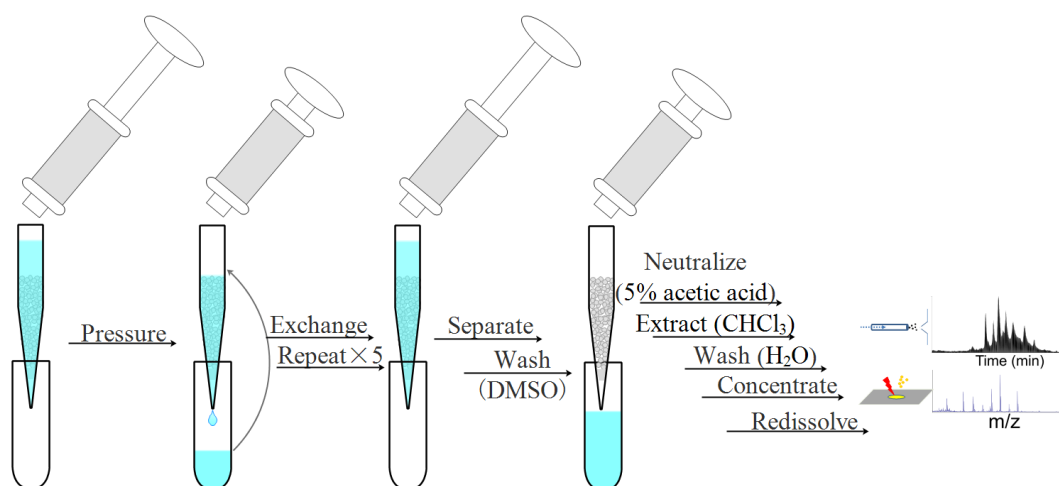 Pressure
Exchange
Repeat×5
Separate
Wash
(DMSO)
Neutralize
(5% acetic acid)
Extract (CHCl₃)
Wash (H₂O)
Concentrate
Redissolve
Time (min)
m/z